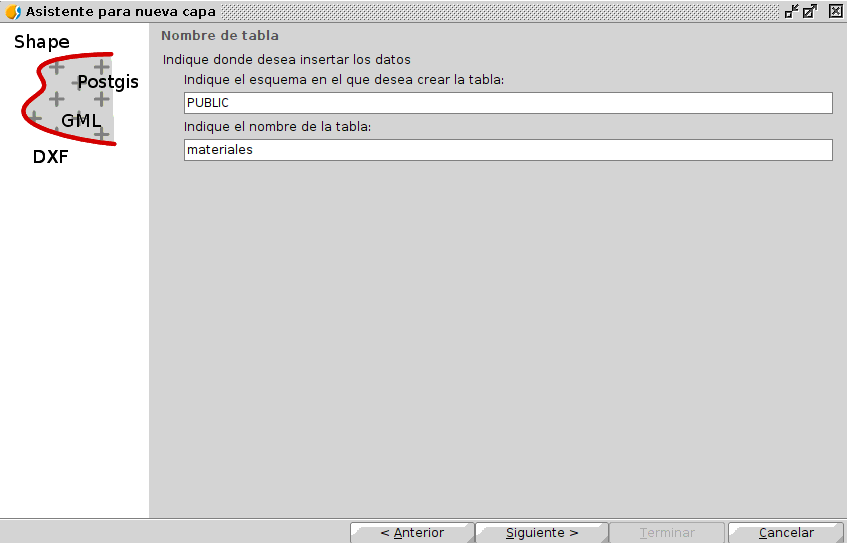 Asistente para nueva capa
Shape
Postgis
GML
DXF
Nombre de tabla
Indique donde desea insertar los datos
Indique el esquema en el que desea crear la tabla:
PUBLIC
Indique el nombre de la tabla:
materiales
< Anterior
Siguiente >
Terminar
Cancelar